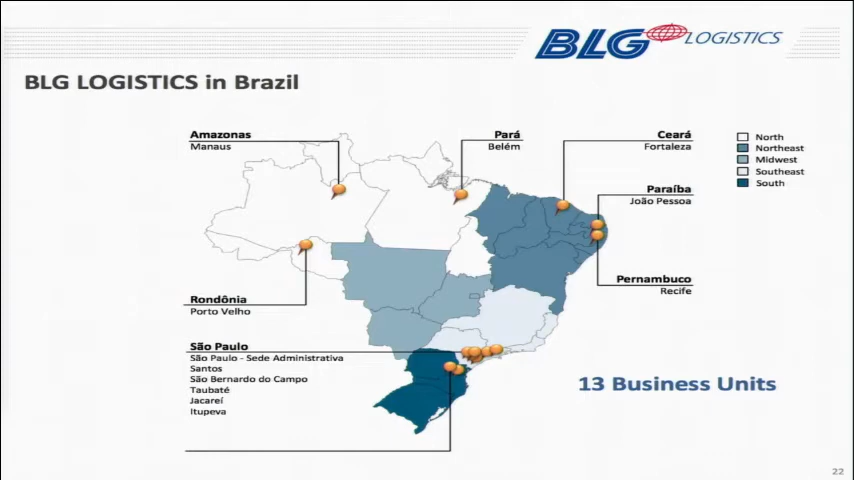 BLG LOGISTICS
BLG LOGISTICS in Brazil
Amazonas
Manaus
Pará
Belém
Ceará
Fortaleza
North
Northeast
Midwest
Southeast
South
Paraíba
João Pessoa
Pernambuco
Recife
Rondônia
Porto Velho
São Paulo
São Paulo - Sede Administrativa
Santos
São Bernardo do Campo
Taubaté
Jacareí
Itupeva
13 Business Units
22